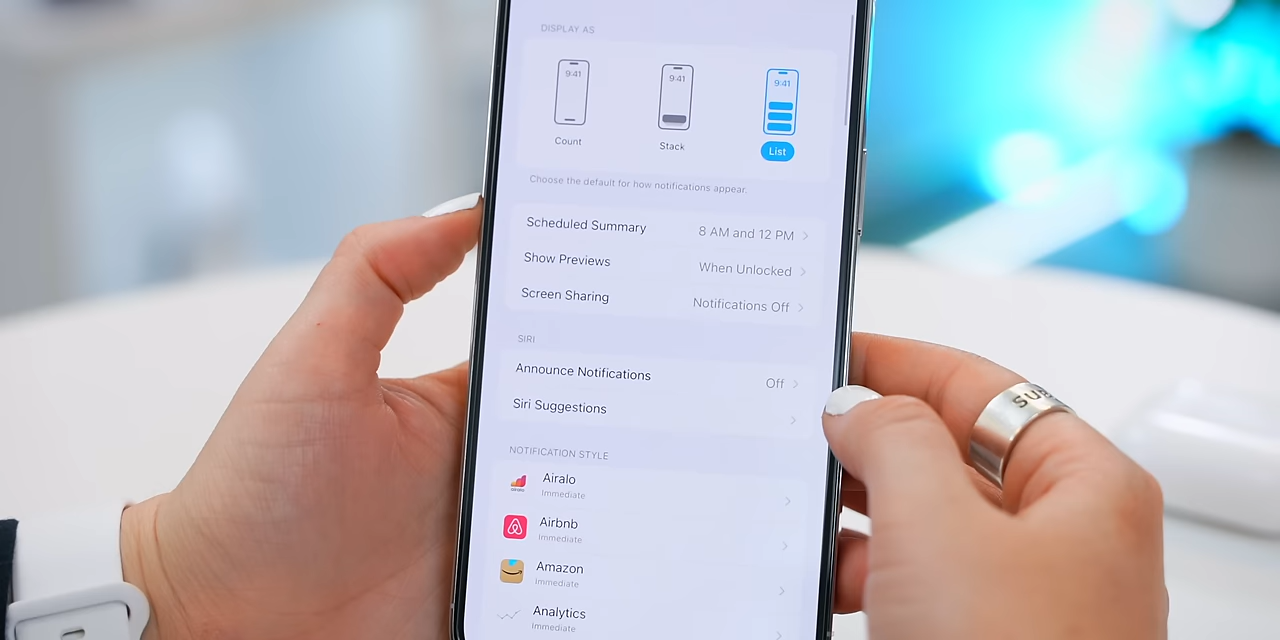 DISPLAY AS
9:41
9:41
9:41
Count
Stack
List
Choose the default for how notifications appear.
Scheduled Summary 8 AM and 12 PM
Show Previews When Unlocked
Screen Sharing Notifications Off
SIRI
Announce Notifications Off
Siri Suggestions
NOTIFICATION STYLE
airalo
Airalo
Immediate
Airbnb
Immediate
Amazon
Immediate
Analytics
Immediate